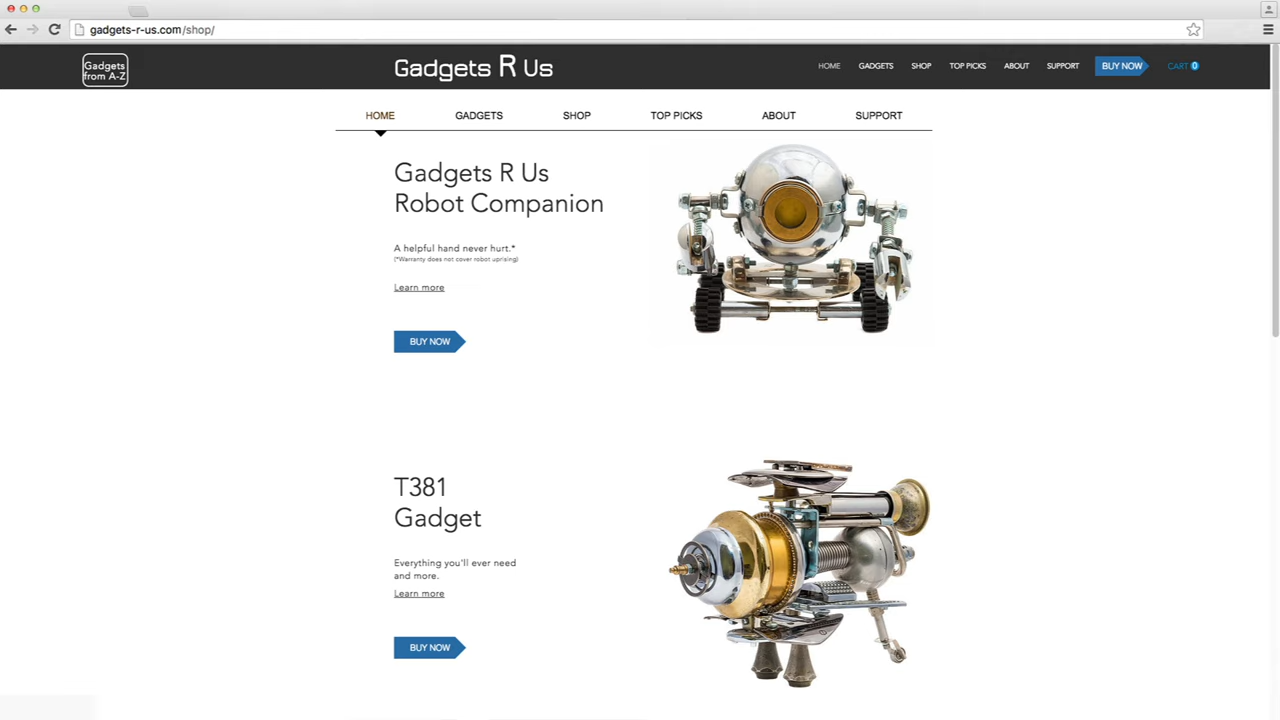 gadgets-r-us.com/shop/
Gadgets
from A-Z
Gadgets R Us
HOME GADGETS SHOP TOP PICKS ABOUT SUPPORT BUY NOW CART 0
HOME GADGETS SHOP TOP PICKS ABOUT SUPPORT
Gadgets R Us
Robot Companion
A helpful hand never hurt.*
(*Warranty does not cover robot uprising)
Learn more
BUY NOW
T381
Gadget
Everything you'll ever need
and more.
Learn more
BUY NOW